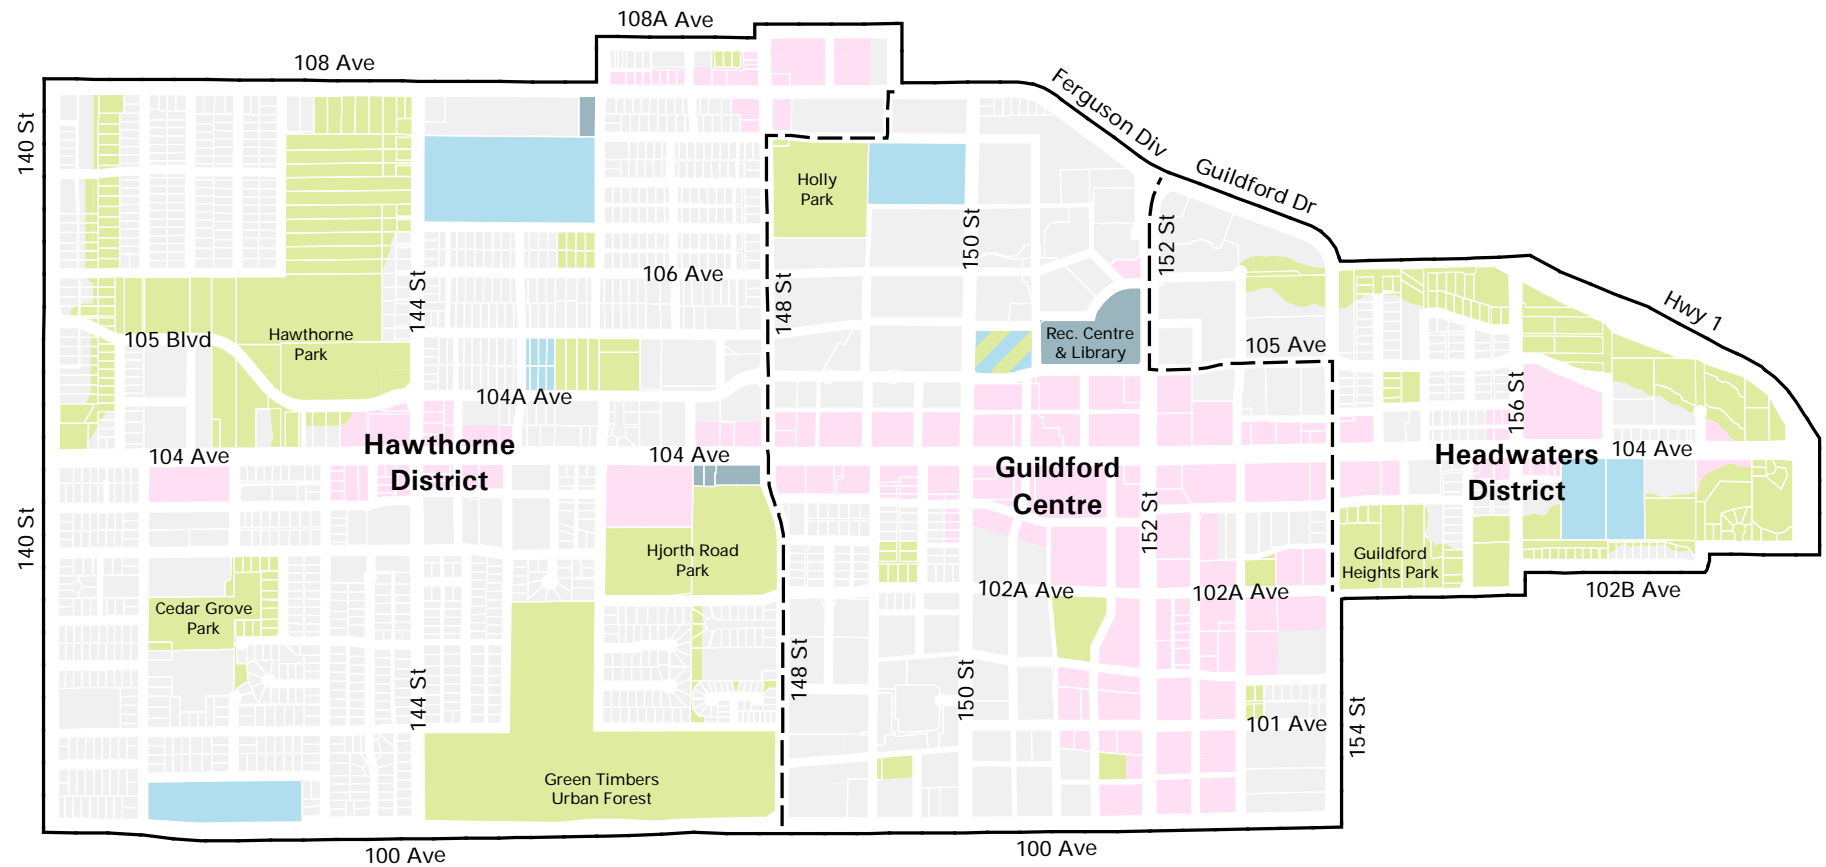 108A Ave
108 Ave
Ferguson Div
140 St
Guildford Dr
Holly
Park
150 St
152 St
106 Ave
144 St
148 St
Hwy 1
105 Blvd
Hawthorne
Park
Rec. Centre
& Library
105 Ave
104A Ave
156 St
Hawthorne
District
104 Ave
104 Ave
Guildford
Centre
Headwaters
District
104 Ave
140 St
152 St
Hjorth Road
Park
Guildford
Heights Park
102A Ave
102A Ave
102B Ave
Cedar Grove
Park
144 St
148 St
150 St
101 Ave
154 St
Green Timbers
Urban Forest
100 Ave
100 Ave